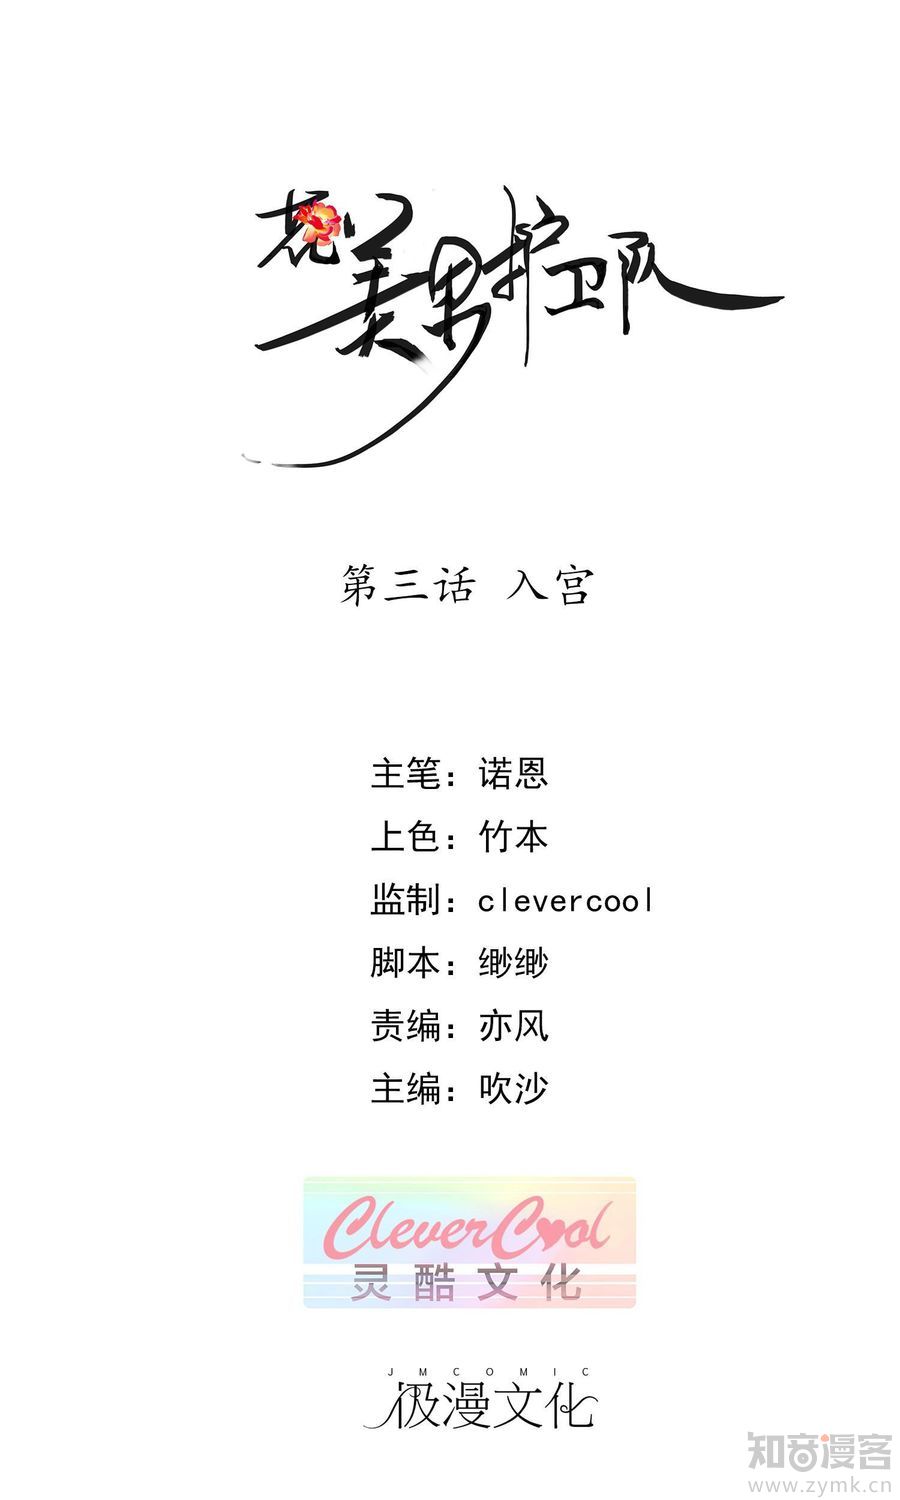 花美男护卫队
第三话 入宫
主笔：诺恩
上色：竹本
监制：clevercool
脚本：缈缈
责编：亦风
主编：吹沙
CleverCool
灵酷文化
JMCOMIC
极漫文化
知音漫客
www.zymk.cn